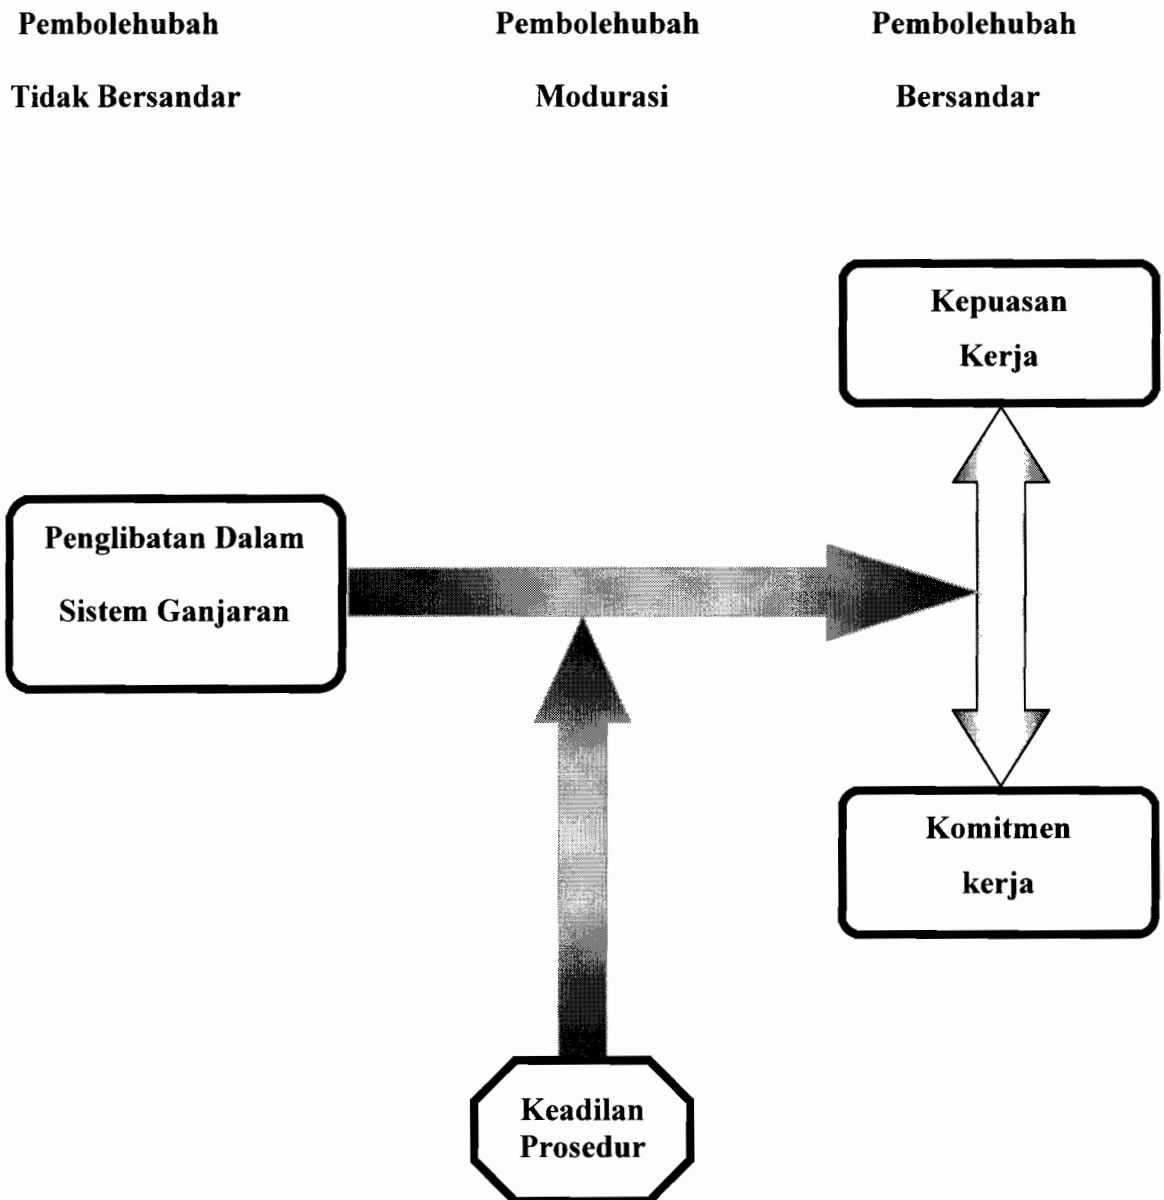 Pembolehubah
Tidak Bersandar
Pembolehubah
Modurasi
Pembolehubah
Bersandar
Kepuasan
Kerja
Penglibatan Dalam
Sistem Ganjaran
Komitmen
kerja
Keadilan
Prosedur